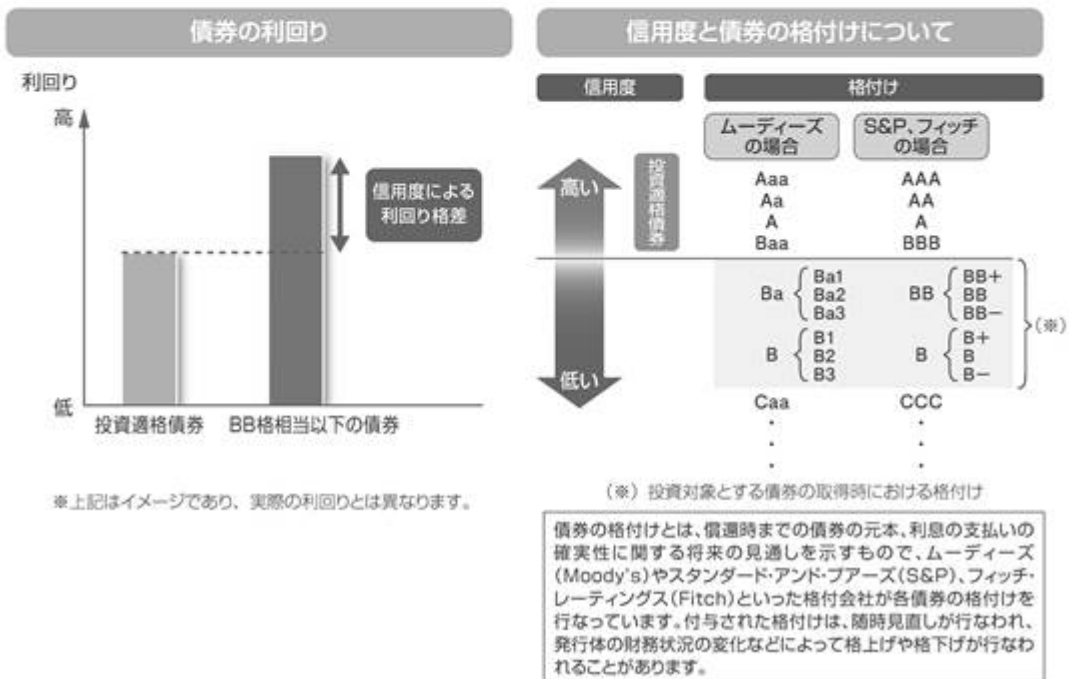 債券の利回り
利回り
高
信用度による
利回り格差
低
投資適格債券
BB格相当以下の債券
※上記はイメージであり、実際の利回りとは異なります。
信用度と債券の格付けについて
信用度
格付け
ムーディーズ
の場合
S&P、フィッチ
の場合
高い
投資適格債券
Aaa AAA
Aa AA
A A
Baa BBB
Ba Ba1 BB BB+
Ba2 BB
Ba3 BB−
(※)
B B1 B B+
B2 B
B3 B−
低い
Caa CCC
・ ・
・ ・
・ ・
(※) 投資対象とする債券の取得時における格付け
債券の格付けとは、償還時までの債券の元本、利息の支払いの
確実性に関する将来の見通しを示すもので、ムーディーズ
(Moody's)やスタンダード・アンド・プアーズ(S&P)、フィッチ・
レーティングス(Fitch)といった格付会社が各債券の格付けを
行なっています。付与された格付けは、随時見直しが行なわれ、
発行体の財務状況の変化などによって格上げや格下げが行なわ
れることがあります。